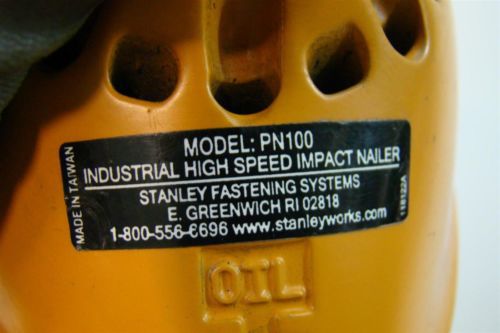 MODEL: PN100
INDUSTRIAL HIGH SPEED IMPACT NAILER
STANLEY FASTENING SYSTEMS
E. GREENWICH RI 02818
1-800-556-6696 www.stanleyworks.com
MADE IN TAIWAN
118122A
OIL